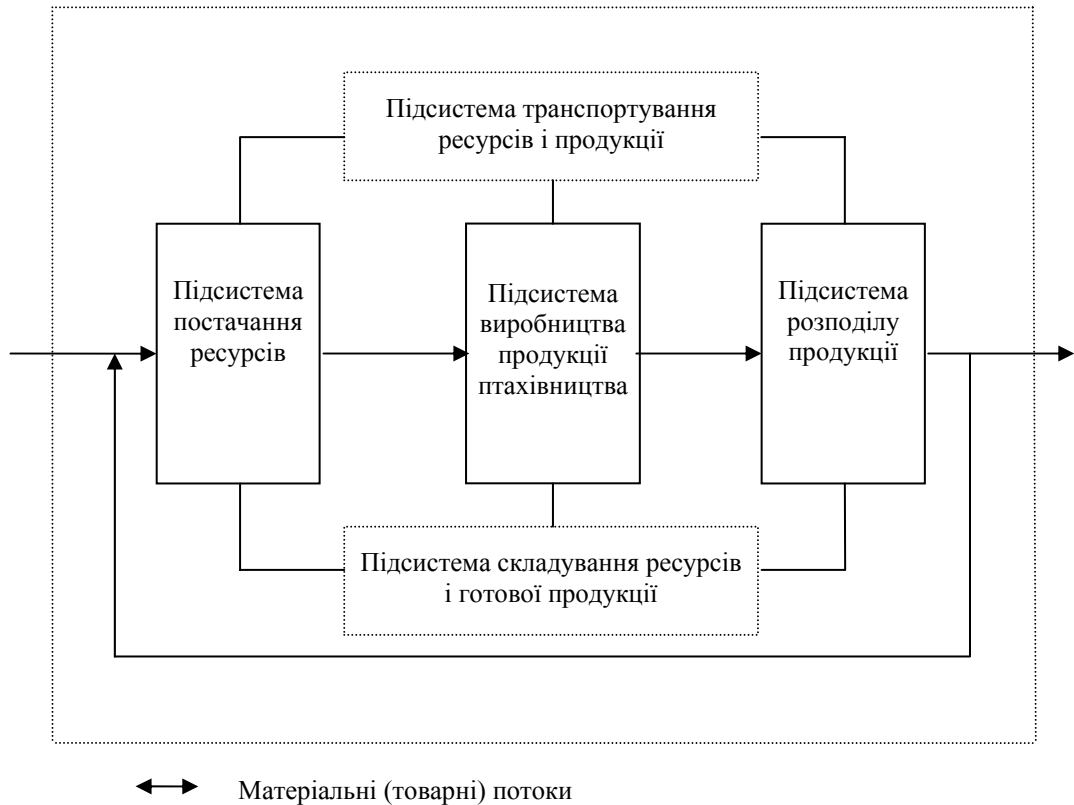 Підсистема транспортування
ресурсів і продукції
Підсистема
постачання
ресурсів
Підсистема
виробництва
продукції
птахівництва
Підсистема
розподілу
продукції
Підсистема складування ресурсів
і готової продукції
Матеріальні (товарні) потоки